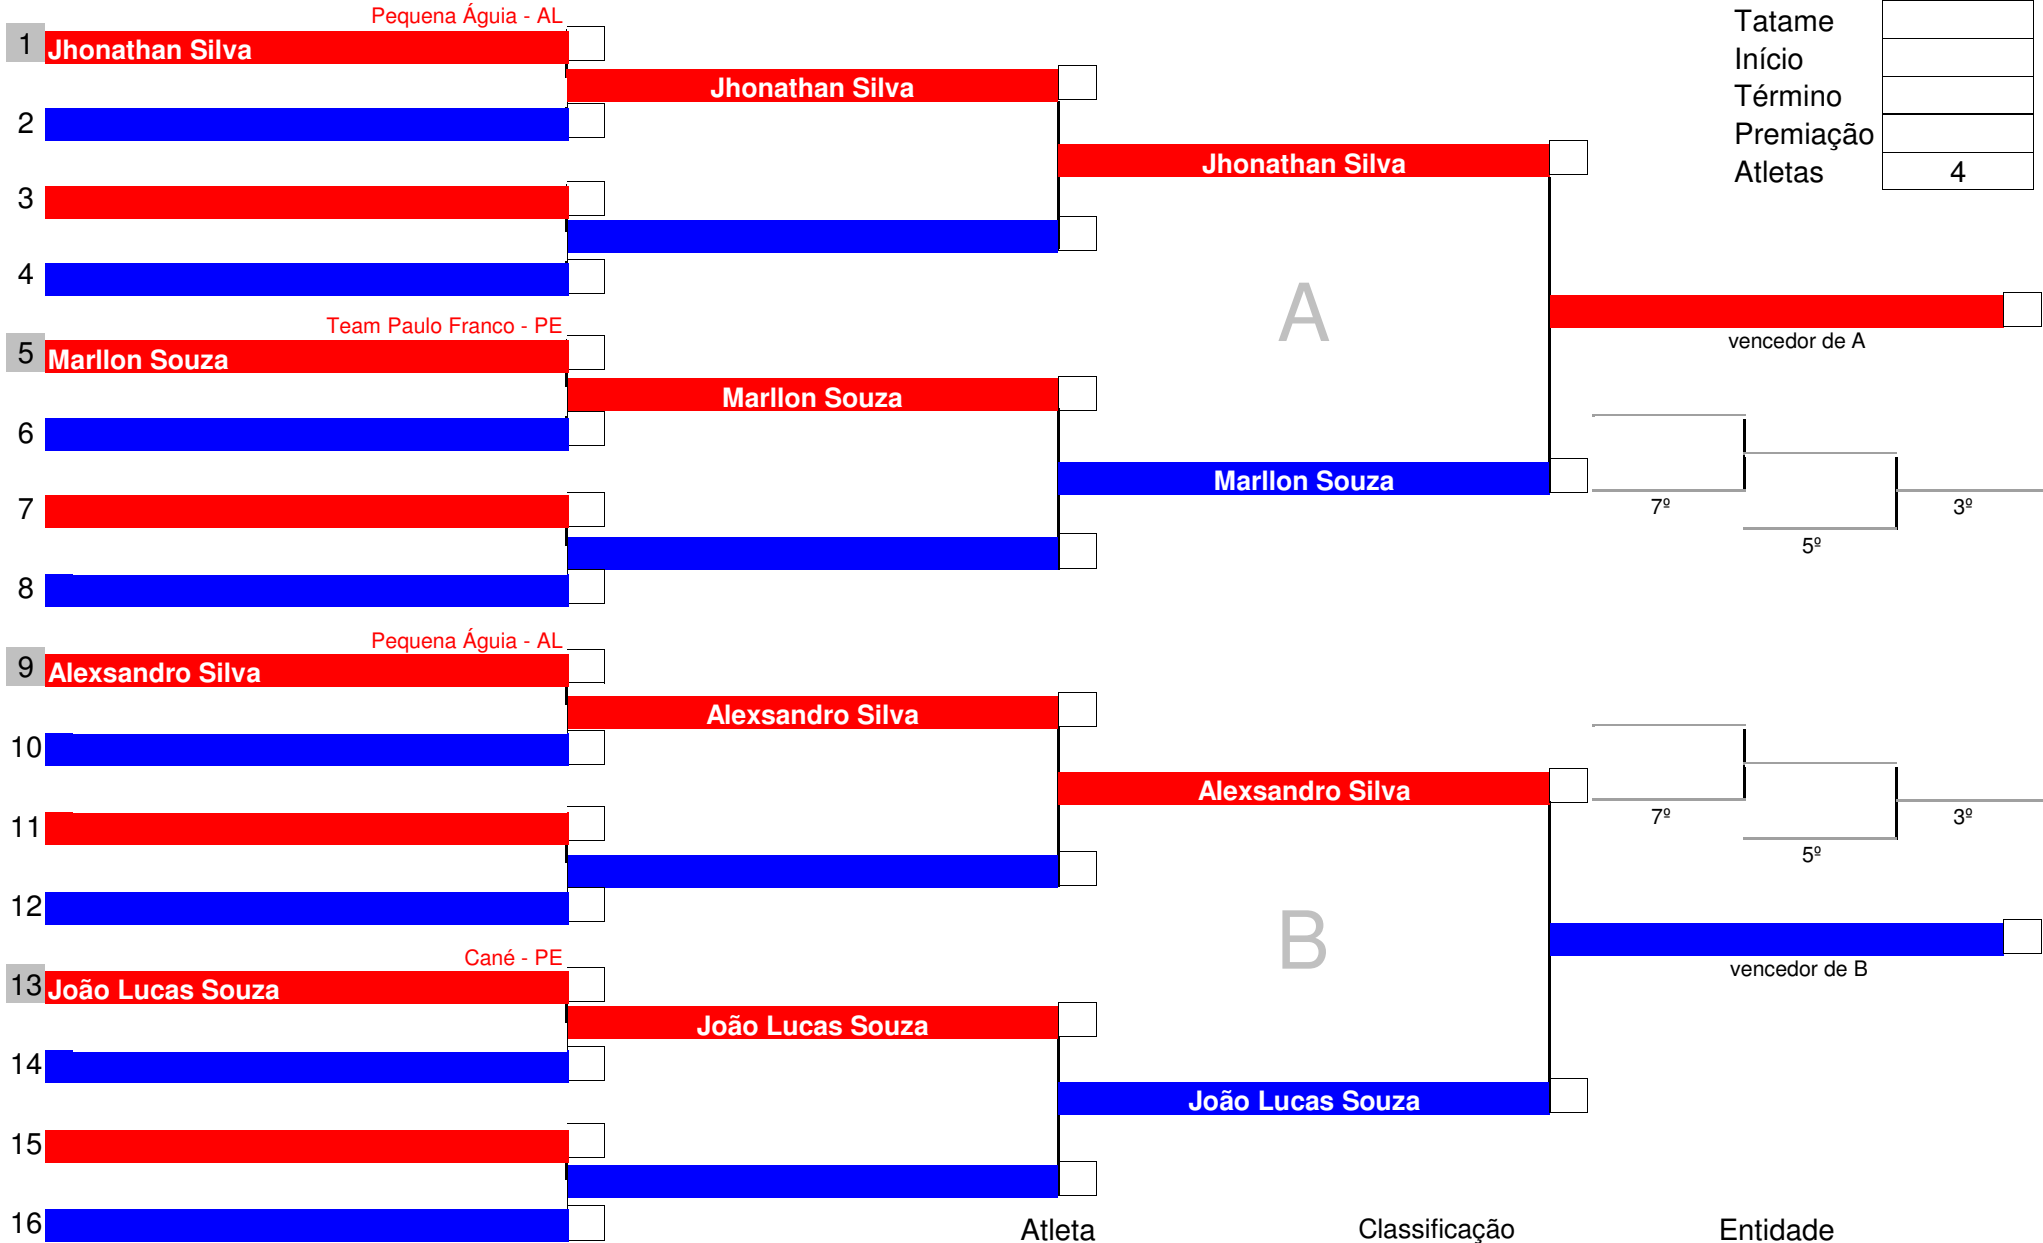 Pequena Águia - AL
1 Jhonathan Silva
Jhonathan Silva
2
Jhonathan Silva
3
4
Team Paulo Franco - PE
5 Marllon Souza
Marllon Souza
6
Marllon Souza
7
8
Pequena Águia - AL
9 Alexsandro Silva
Alexsandro Silva
10
Alexsandro Silva
11
12
Cané - PE
13 João Lucas Souza
João Lucas Souza
14
João Lucas Souza
15
16
A
B
Tatame
Início
Término
Premiação
Atletas 4
vencedor de A
7º
3º
5º
7º
3º
5º
vencedor de B
Atleta Classificação Entidade